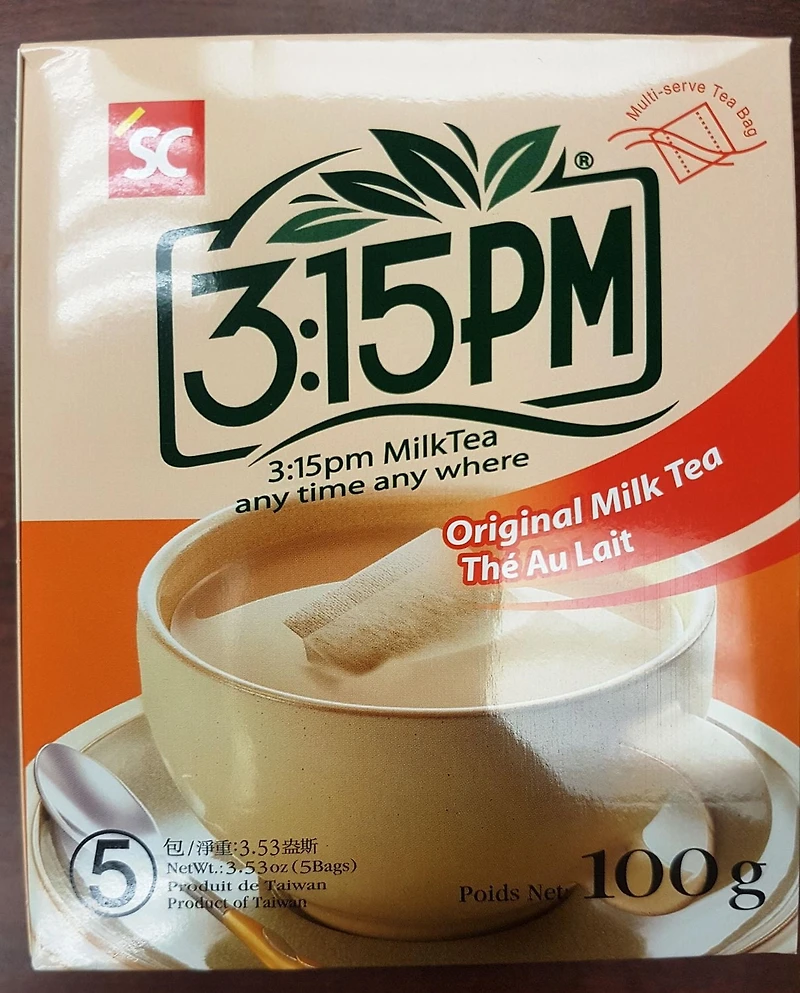 SC
Multi-serve Tea Bag
3:15PM®
3:15pm MilkTea
any time any where
Original Milk Tea
Thé Au Lait
5
包/淨重:3.53盎斯
NetWt.:3.53oz(5Bags)
Produit de Taiwan
Product of Taiwan
Poids Net: 100g